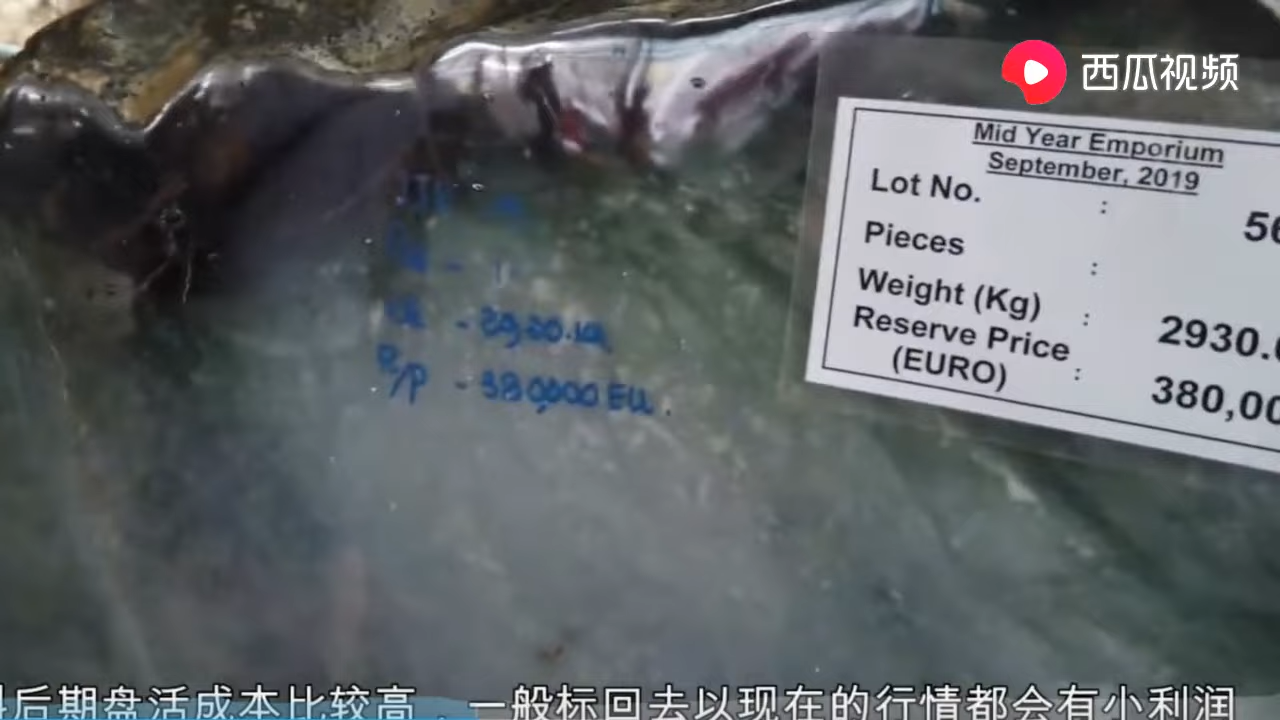 西瓜视频
Mid Year Emporium
September, 2019
Lot No. : 56
Pieces :
Weight (Kg) : 2930.
Reserve Price
(EURO) : 380,00
R/P - 380,000 EU.
后期盘活成本比较高，一般标回去以现在的行情都会有小利润